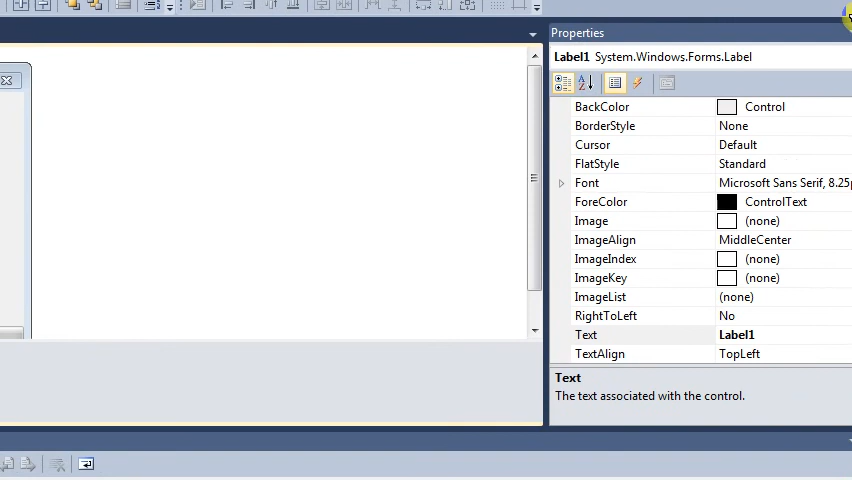 Properties
Label1 System.Windows.Forms.Label
BackColor Control
BorderStyle None
Cursor Default
FlatStyle Standard
Font Microsoft Sans Serif, 8.25p
ForeColor ControlText
Image (none)
ImageAlign MiddleCenter
ImageIndex (none)
ImageKey (none)
ImageList (none)
RightToLeft No
Text Label1
TextAlign TopLeft
Text
The text associated with the control.